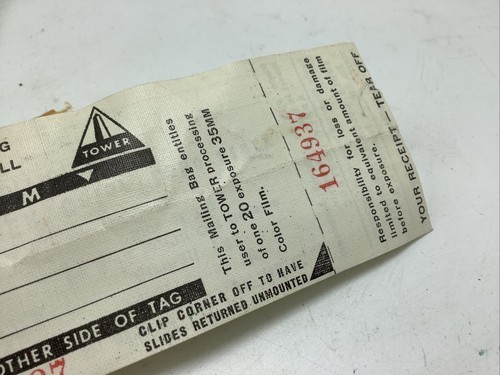 G
LL
TOWER
M
This Mailing Bag entities
user to TOWER processing
of one 20 exposure 35MM
Color Film.
164937
Responsibility for loss or damage
limited to equivalent amount of film
before exposure.
YOUR RECEIPT — TEAR OFF
OTHER SIDE OF TAG
CLIP CORNER OFF TO HAVE
SLIDES RETURNED UNMOUNTED